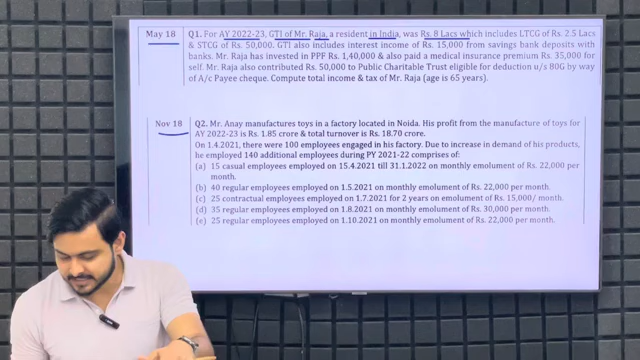 May 18
Q1. For AY 2022-23, GTI of Mr. Raja, a resident in India, was Rs. 8 Lacs which includes LTCG of Rs. 2.5 Lacs
& STCG of Rs. 50,000. GTI also includes interest income of Rs. 15,000 from savings bank deposits with
banks. Mr. Raja has invested in PPF Rs. 1,40,000 & also paid a medical insurance premium Rs. 35,000 for
self. Mr. Raja also contributed Rs. 50,000 to Public Charitable Trust eligible for deduction u/s 80G by way
of A/c Payee cheque. Compute total income & tax of Mr. Raja (age is 65 years).
Nov 18
Q2. Mr. Anay manufactures toys in a factory located in Noida. His profit from the manufacture of toys for
AY 2022-23 is Rs. 1.85 crore & total turnover is Rs. 18.70 crore.
On 1.4.2021, there were 100 employees engaged in his factory. Due to increase in demand of his products,
he employed 140 additional employees during PY 2021-22 comprises of:
(a) 15 casual employees employed on 15.4.2021 till 31.1.2022 on monthly emolument of Rs. 22,000 per
month.
(b) 40 regular employees employed on 1.5.2021 on monthly emolument of Rs. 22,000 per month.
(c) 25 contractual employees employed on 1.7.2021 for 2 years on emolument of Rs. 15,000/ month.
(d) 35 regular employees employed on 1.8.2021 on monthly emolument of Rs. 30,000 per month.
(e) 25 regular employees employed on 1.10.2021 on monthly emolument of Rs. 22,000 per month.